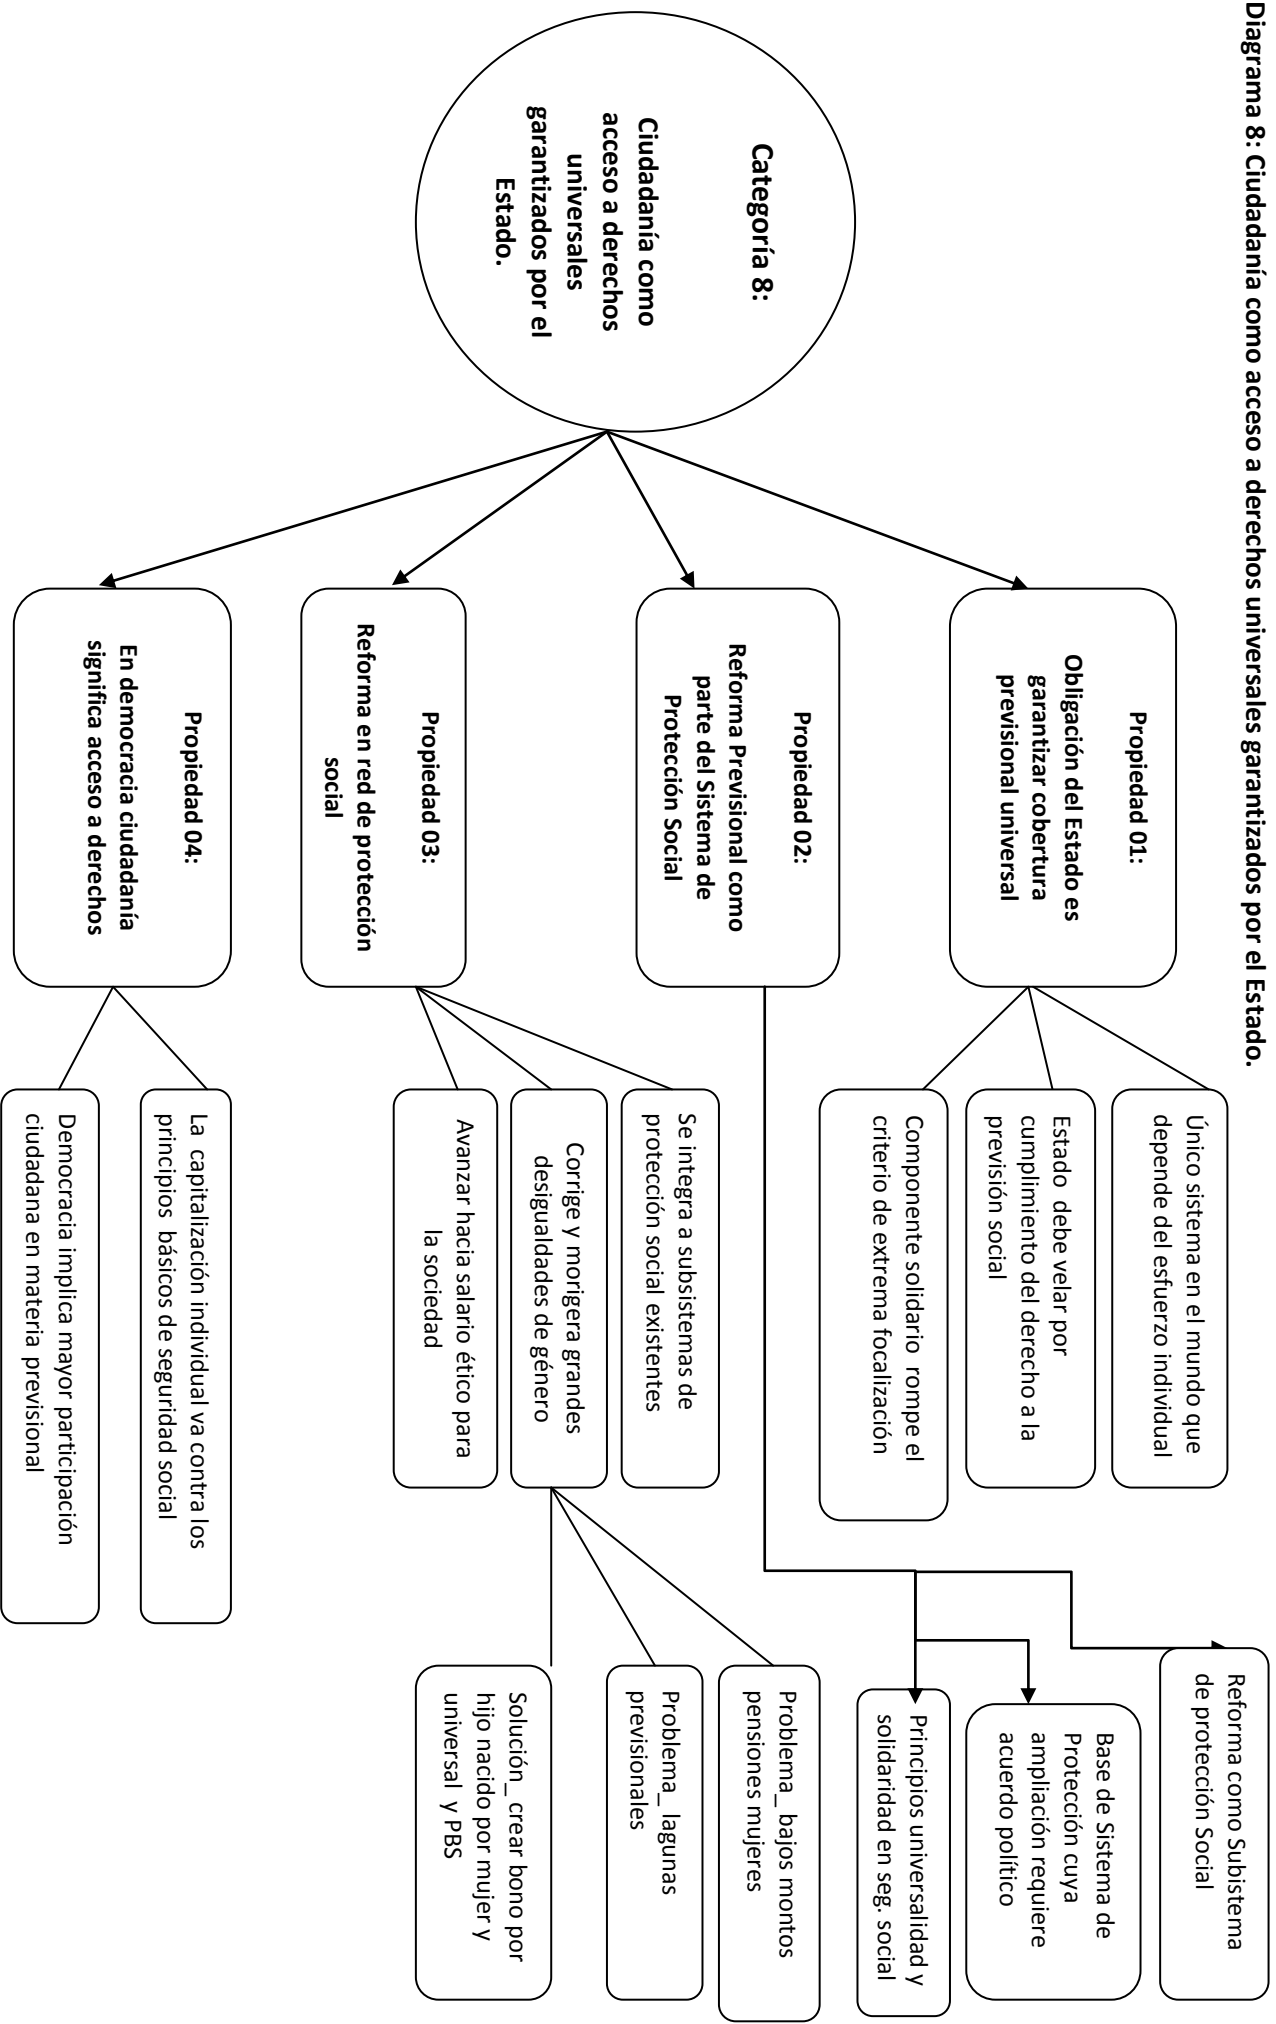 Diagrama 8: Ciudadanía como acceso a derechos universales garantizados por el Estado.
Categoría 8:
Ciudadanía como
acceso a derechos
universales
garantizados por el
Estado.
Propiedad 01:
Obligación del Estado es
garantizar cobertura
previsional universal
Único sistema en el mundo que
depende del esfuerzo individual
Estado debe velar por
cumplimiento del derecho a la
previsión social
Componente solidario rompe el
criterio de extrema focalización
Propiedad 02:
Reforma Previsional como
parte del Sistema de
Protección Social
Reforma como Subistema
de protección Social
Base de Sistema de
Protección cuya
ampliación requiere
acuerdo político
Principios universalidad y
solidaridad en seg. social
Propiedad 03:
Reforma en red de protección
social
Se integra a subsistemas de
protección social existentes
Corrige y morigera grandes
desigualdades de género
Avanzar hacia salario ético para
la sociedad
Problema_ bajos montos
pensiones mujeres
Problema_ lagunas
previsionales
Solución_ crear bono por
hijo nacido por mujer y
universal y PBS
Propiedad 04:
En democracia ciudadanía
significa acceso a derechos
La capitalización individual va contra los
principios básicos de seguridad social
Democracia implica mayor participación
ciudadana en materia previsional